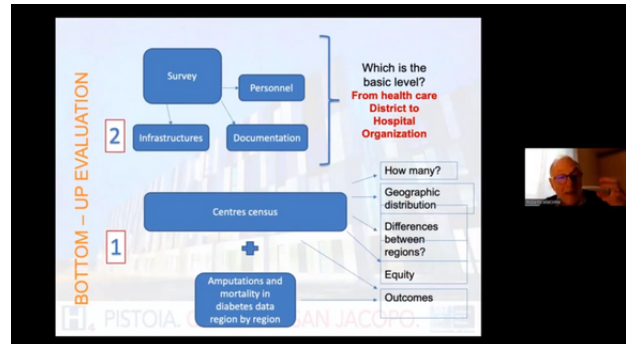 BOTTOM – UP EVALUATION
2
Survey
Personnel
Infrastructures
Documentation
Which is the
basic level?
From health care
District to
Hospital
Organization
1
Centres census
Amputations and
mortality in
diabetes data
region by region
How many?
Geographic
distribution
Differences
between
regions?
Equity
Outcomes
H. PISTOIA. SAN JACOPO.